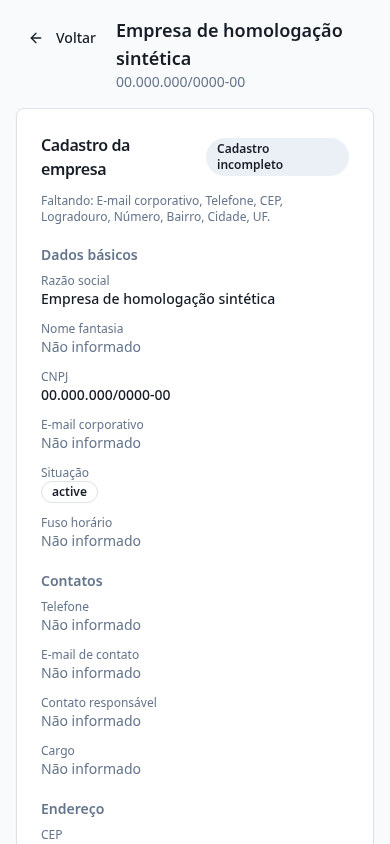 Voltar
Empresa de homologação
sintética
00.000.000/0000-00
Cadastro da
empresa
Cadastro
incompleto
Faltando: E-mail corporativo, Telefone, CEP,
Logradouro, Número, Bairro, Cidade, UF.
Dados básicos
Razão social
Empresa de homologação sintética
Nome fantasia
Não informado
CNPJ
00.000.000/0000-00
E-mail corporativo
Não informado
Situação
active
Fuso horário
Não informado
Contatos
Telefone
Não informado
E-mail de contato
Não informado
Contato responsável
Não informado
Cargo
Não informado
Endereço
CEP